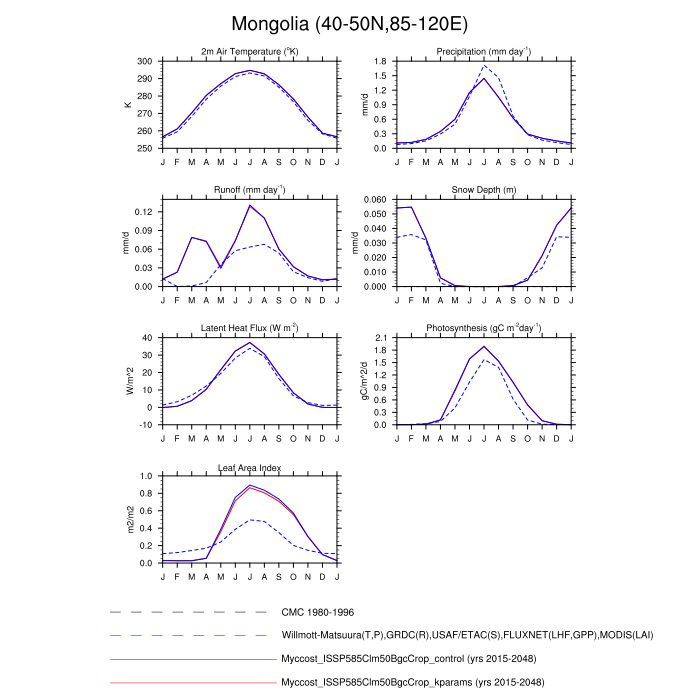 Mongolia (40-50N,85-120E)
2m Air Temperature (°K)
Precipitation (mm day-1)
300
290
280
270
260
250
K
J F M A M J J A S O N D J
1.8
1.5
1.2
0.9
0.6
0.3
0.0
mm/d
J F M A M J J A S O N D J
Runoff (mm day-1)
Snow Depth (m)
0.12
0.09
0.06
0.03
0.00
mm/d
J F M A M J J A S O N D J
0.060
0.050
0.040
0.030
0.020
0.010
0.000
mm/d
J F M A M J J A S O N D J
Latent Heat Flux (W m-2)
Photosynthesis (gC m-2day-1)
40
30
20
10
0
-10
W/m^2
J F M A M J J A S O N D J
2.1
1.8
1.5
1.2
0.9
0.6
0.3
0.0
gC/m^2/d
J F M A M J J A S O N D J
Leaf Area Index
1.0
0.8
0.6
0.4
0.2
0.0
m2/m2
J F M A M J J A S O N D J
CMC 1980-1996
Willmott-Matsuura(T,P),GRDC(R),USAF/ETAC(S),FLUXNET(LHF,GPP),MODIS(LAI)
Myccost_ISSP585Clm50BgcCrop_control (yrs 2015-2048)
Myccost_ISSP585Clm50BgcCrop_kparams (yrs 2015-2048)